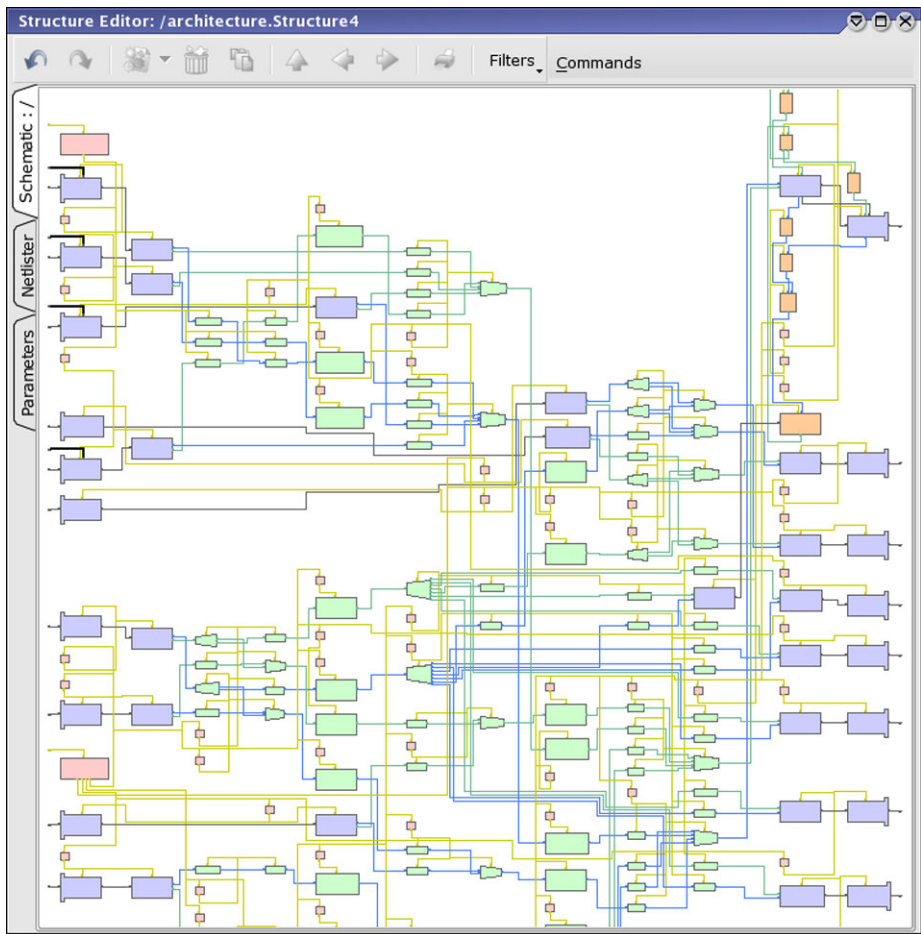 Structure Editor: /architecture.Structure4
Filters
Commands
Schematic : /
Netlister
Parameters